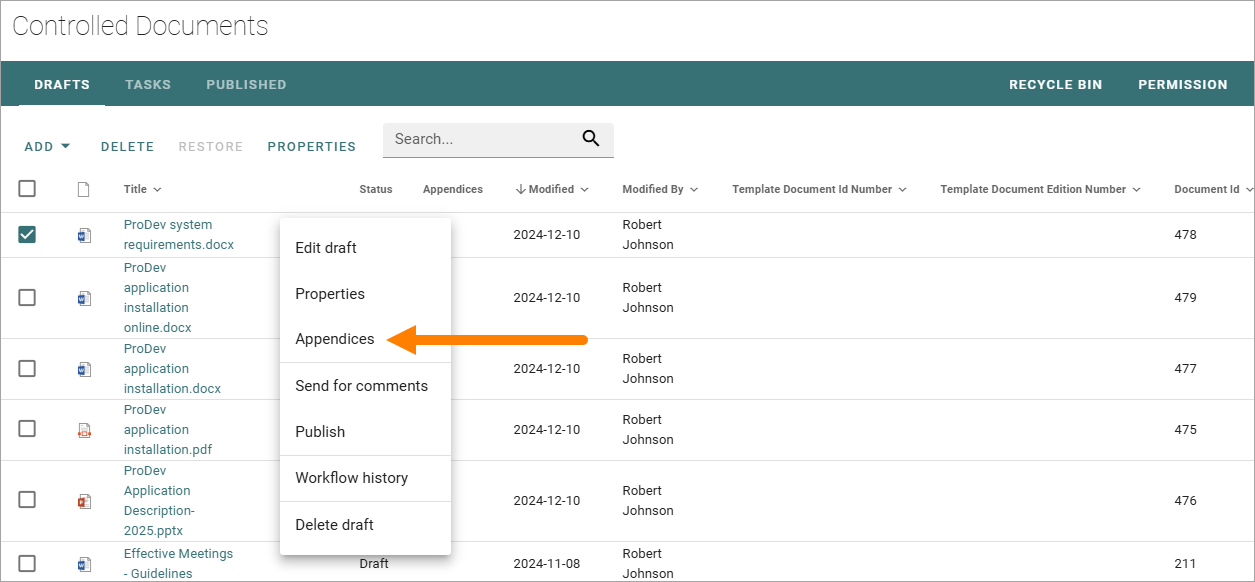 Controlled Documents
DRAFTS TASKS PUBLISHED RECYCLE BIN PERMISSION
ADD DELETE RESTORE PROPERTIES Search...
Title Status Appendices Modified Modified By Template Document Id Number Template Document Edition Number Document Id
ProDev system
requirements.docx
2024-12-10
Robert
Johnson
478
ProDev
application
installation
online.docx
2024-12-10
Robert
Johnson
479
ProDev
application
installation.docx
2024-12-10
Robert
Johnson
477
ProDev
application
installation.pdf
2024-12-10
Robert
Johnson
475
ProDev
Application
Description-
2025.pptx
2024-12-10
Robert
Johnson
476
Effective Meetings
- Guidelines
Draft
2024-11-08
Robert
Johnson
211
Edit draft
Properties
Appendices
Send for comments
Publish
Workflow history
Delete draft